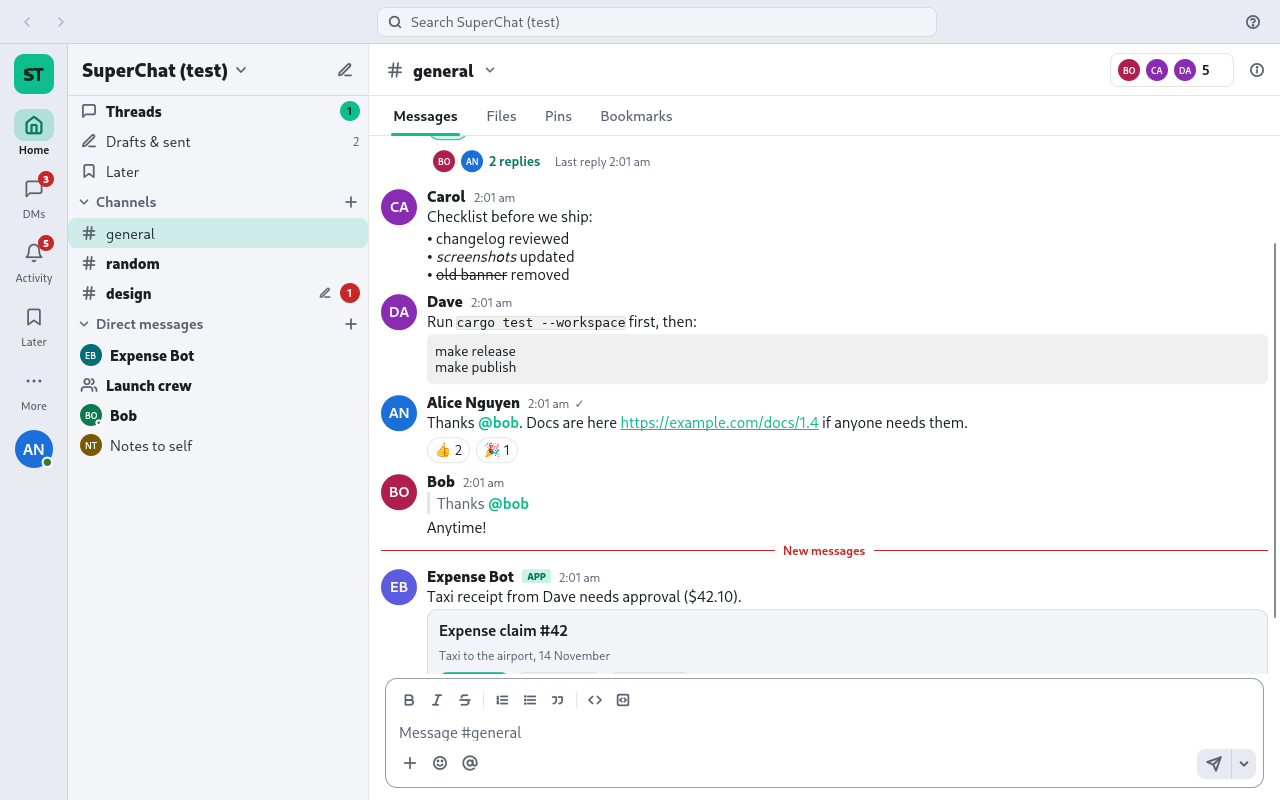 Search SuperChat (test)
ST
Home
3
DMs
5
Activity
Later
More
AN
SuperChat (test)
Threads
1
Drafts & sent
2
Later
Channels
# general
# random
# design
1
Direct messages
EB Expense Bot
Launch crew
BO Bob
NT Notes to self
# general
BO CA DA 5
Messages Files Pins Bookmarks
BO AN 2 replies Last reply 2:01 am
CA Carol 2:01 am
Checklist before we ship:
• changelog reviewed
• screenshots updated
• old banner removed
DA Dave 2:01 am
Run cargo test --workspace first, then:
make release
make publish
AN Alice Nguyen 2:01 am ✓
Thanks @bob. Docs are here https://example.com/docs/1.4 if anyone needs them.
👍 2 🎉 1
BO Bob 2:01 am
Thanks @bob
Anytime!
New messages
EB Expense Bot APP 2:01 am
Taxi receipt from Dave needs approval ($42.10).
Expense claim #42
Taxi to the airport, 14 November
Message #general